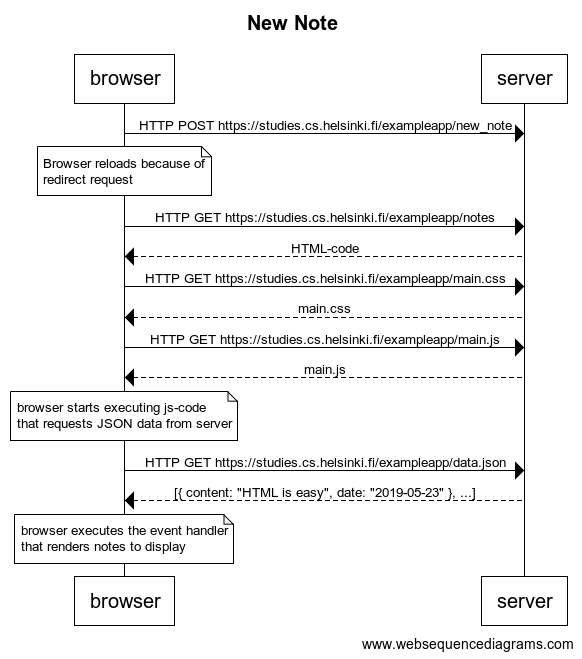 New Note
browser
server
HTTP POST https://studies.cs.helsinki.fi/exampleapp/new_note
Browser reloads because of
redirect request
HTTP GET https://studies.cs.helsinki.fi/exampleapp/notes
HTML-code
HTTP GET https://studies.cs.helsinki.fi/exampleapp/main.css
main.css
HTTP GET https://studies.cs.helsinki.fi/exampleapp/main.js
main.js
browser starts executing js-code
that requests JSON data from server
HTTP GET https://studies.cs.helsinki.fi/exampleapp/data.json
[{ content: "HTML is easy", date: "2019-05-23" }, ...]
browser executes the event handler
that renders notes to display
browser
server
www.websequencediagrams.com